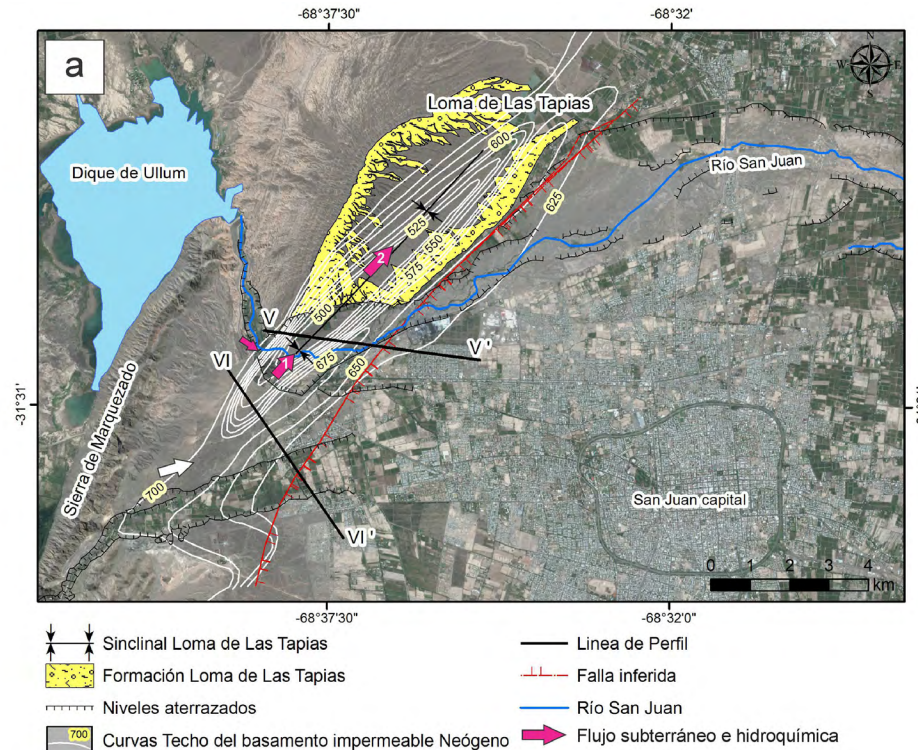 -68°37'30"
-68°32'
a
N
W
E
S
Loma de Las Tapias
600
Dique de Ullum
Río San Juan
625
525
550
2
575
500
V
V'
VI
1
675
650
-31°31'
Sierra de Marquezado
700
San Juan capital
VI'
0 1 2 3 4
km
-68°37'30"
-68°32'0"
Sinclinal Loma de Las Tapias
Linea de Perfil
Formación Loma de Las Tapias
Falla inferida
Niveles aterrazados
Río San Juan
700
Curvas Techo del basamento impermeable Neógeno
Flujo subterráneo e hidroquímica